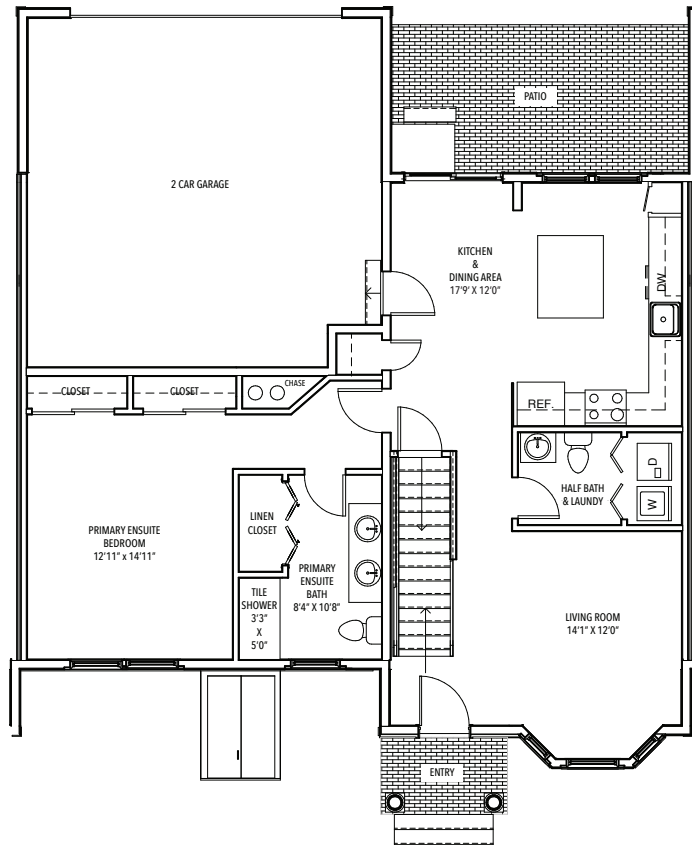 PATIO
2 CAR GARAGE
KITCHEN
&
DINING AREA
17'9' X 12'0"
DW
CHASE
CLOSET
CLOSET
REF.
D
HALF BATH
& LAUNDY
W
LINEN
CLOSET
PRIMARY ENSUITE
BEDROOM
12'11" x 14'11"
PRIMARY
ENSUITE
BATH
8'4" X 10'8"
TILE
SHOWER
3'3"
X
5'0"
LIVING ROOM
14'1" X 12'0"
ENTRY